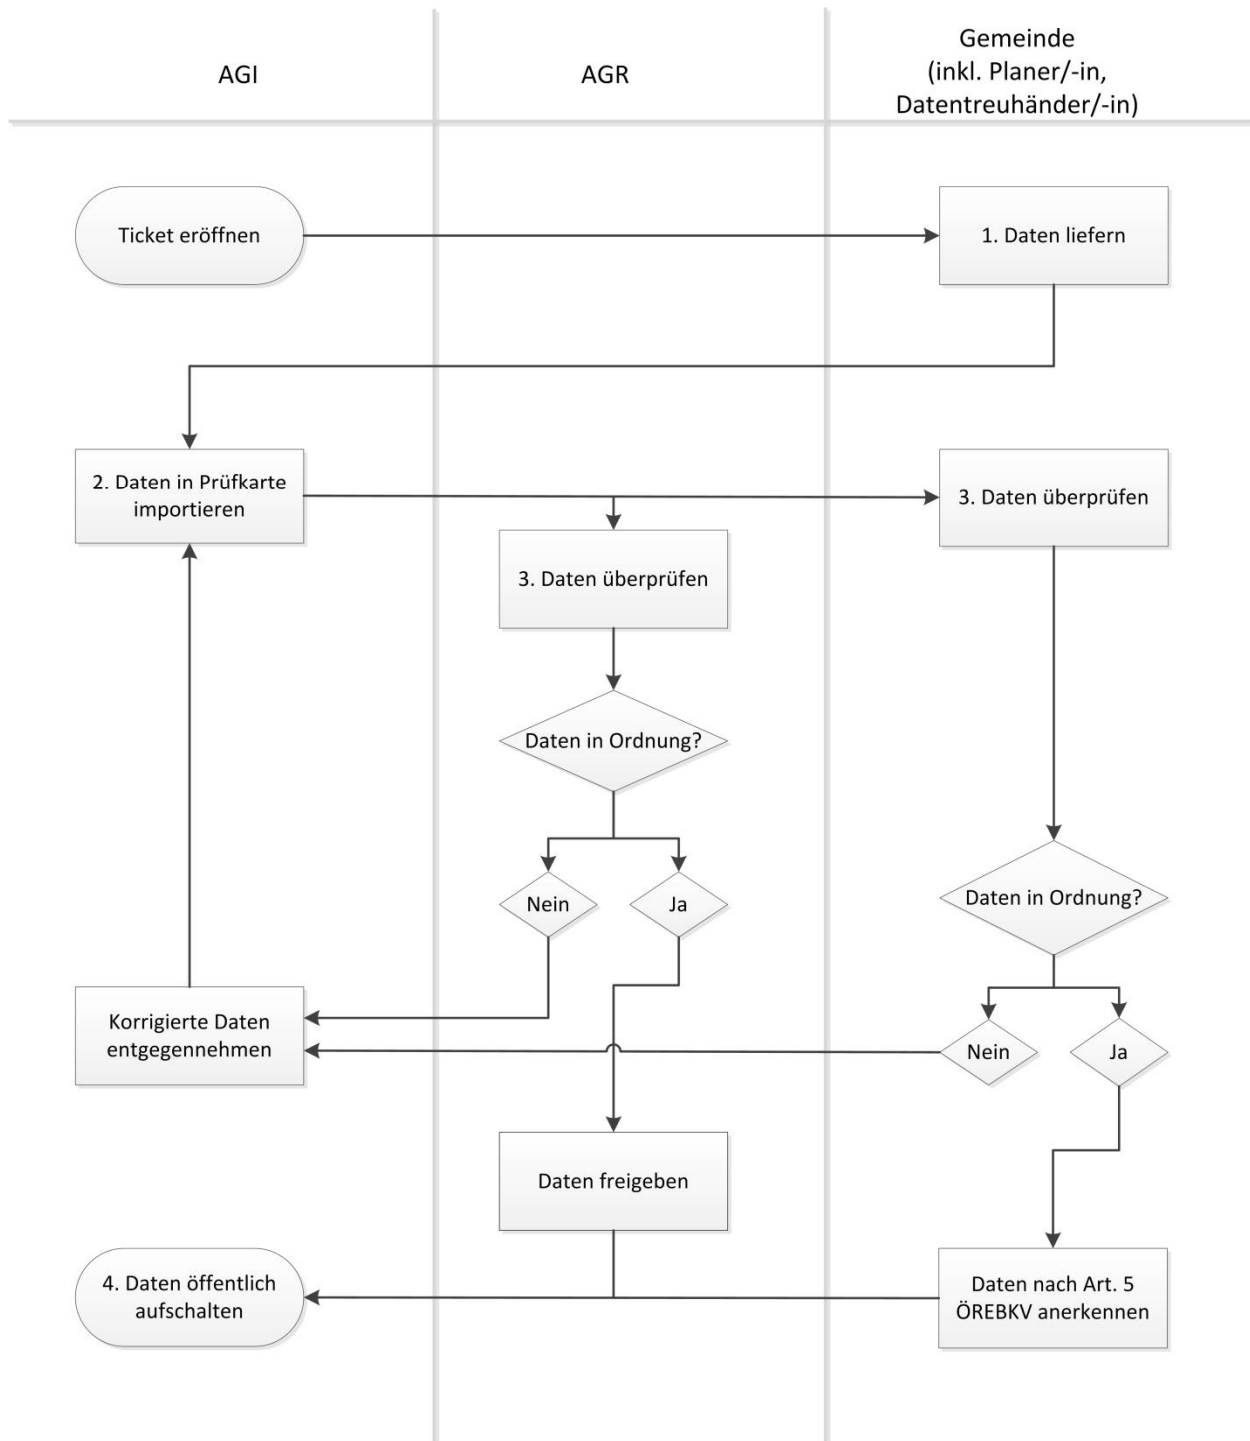 AGI
AGR
Gemeinde
(inkl. Planer/-in,
Datentreuhänder/-in)
Ticket eröffnen
1. Daten liefern
2. Daten in Prüfkarte
importieren
3. Daten überprüfen
3. Daten überprüfen
Daten in Ordnung?
Daten in Ordnung?
Nein
Ja
Korrigierte Daten
entgegennehmen
Nein
Ja
Daten freigeben
4. Daten öffentlich
aufschalten
Daten nach Art. 5
ÖREBKV anerkennen